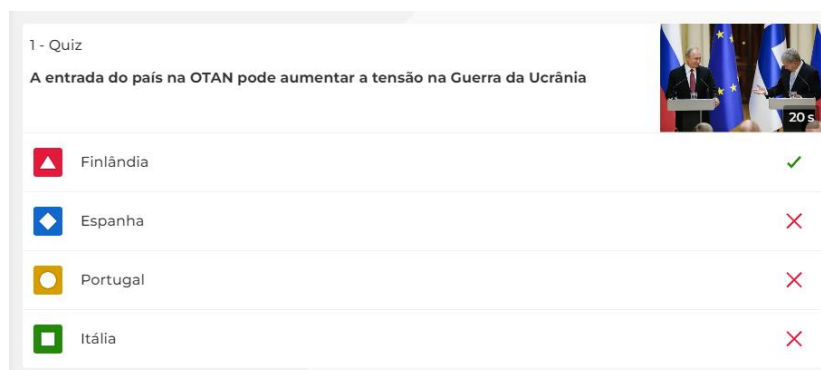 1 - Quiz
A entrada do país na OTAN pode aumentar a tensão na Guerra da Ucrânia
20 s
Finlândia
Espanha
Portugal
Itália